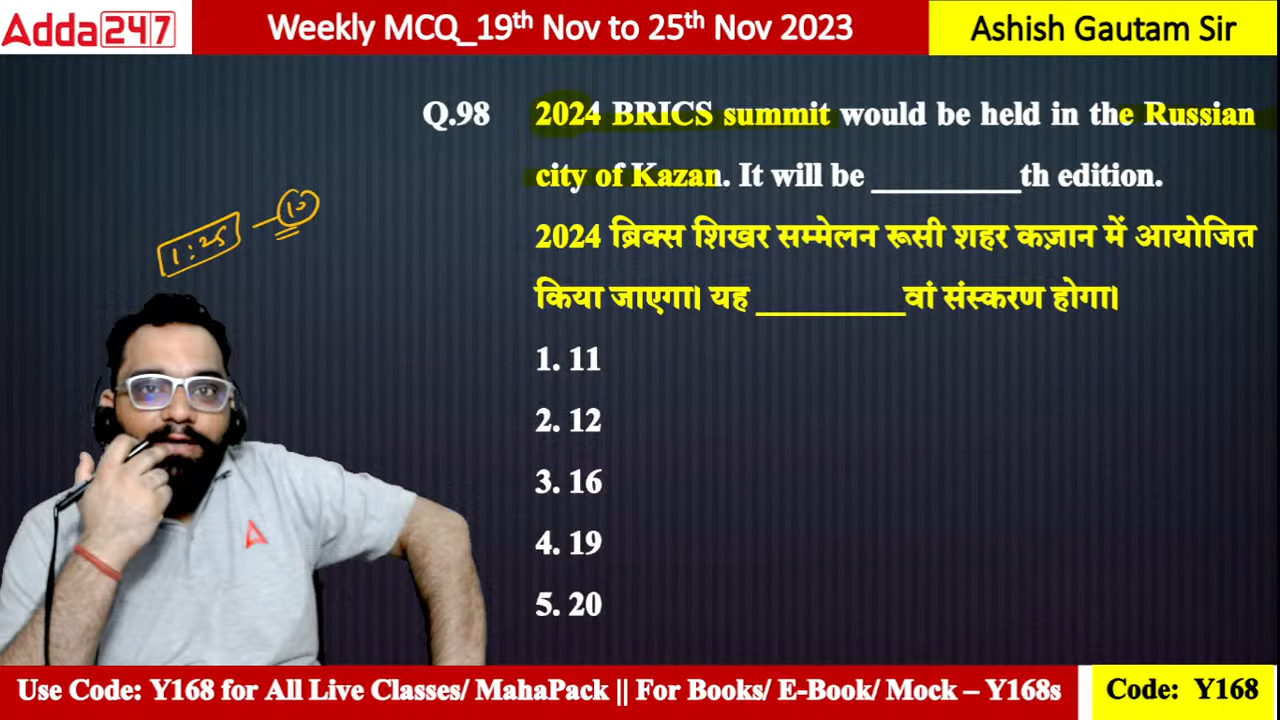 Adda247
Weekly MCQ_19th Nov to 25th Nov 2023
Ashish Gautam Sir
Q.98
2024 BRICS summit would be held in the Russian
city of Kazan. It will be _________th edition.
2024 ब्रिक्स शिखर सम्मेलन रूसी शहर कज़ान में आयोजित
किया जाएगा। यह _________वां संस्करण होगा।
1:25 – 10
1. 11
2. 12
3. 16
4. 19
5. 20
Use Code: Y168 for All Live Classes/ MahaPack || For Books/ E-Book/ Mock – Y168s
Code: Y168